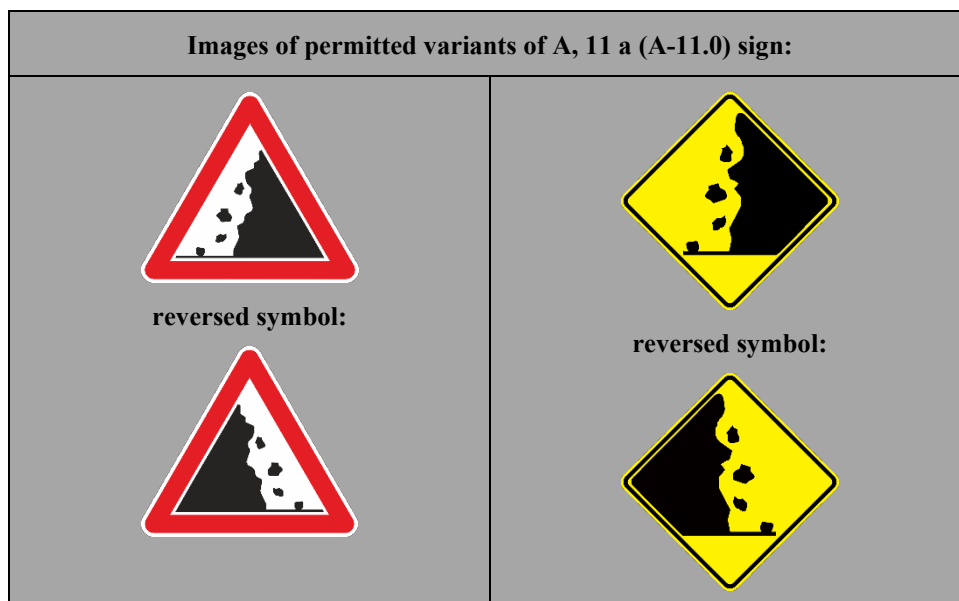 Images of permitted variants of A, 11 a (A-11.0) sign:
reversed symbol:
reversed symbol: